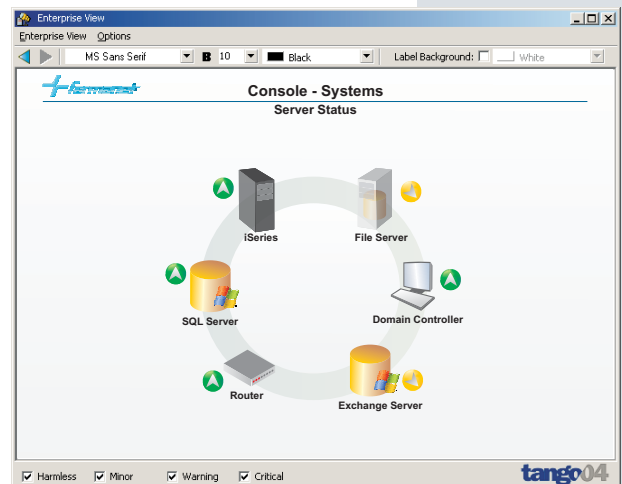 Enterprise View
Enterprise View Options
MS Sans Serif B 10 Black Label Background: White
Console - Systems
Server Status
iSeries File Server
SQL Server Domain Controller
Router Exchange Server
Harmless Minor Warning Critical
tango04